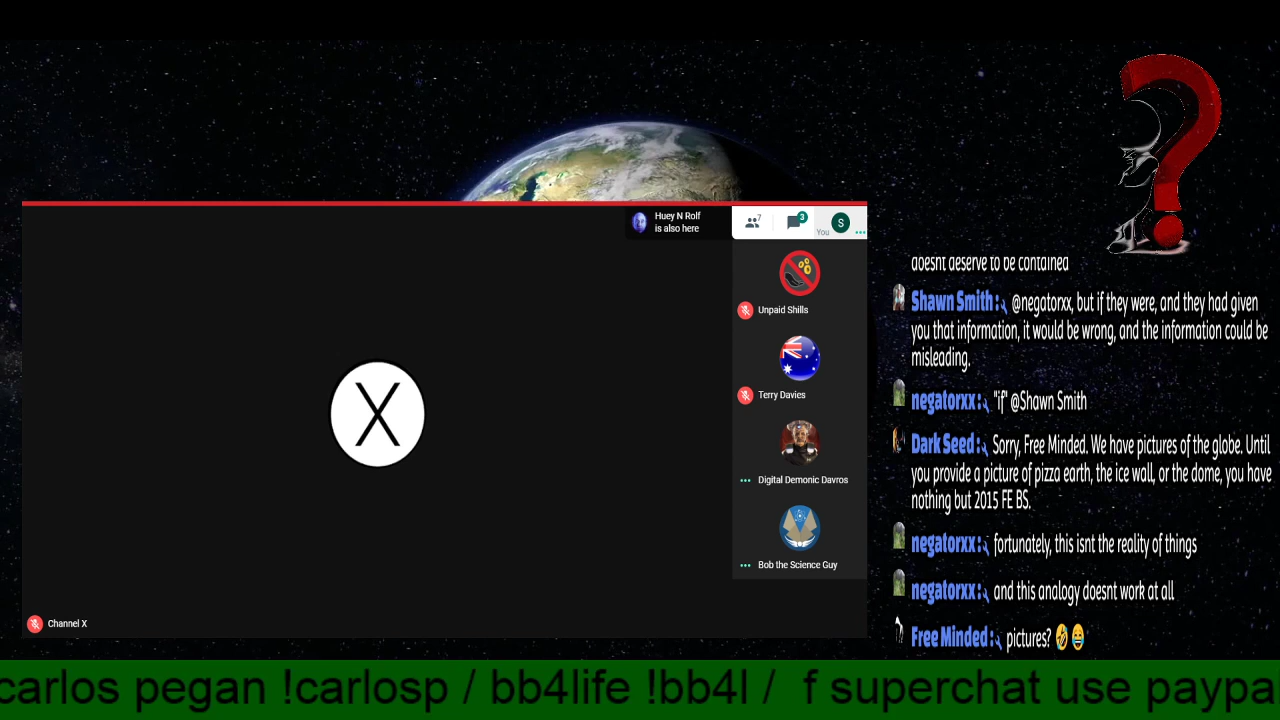 Huey N Rolf
is also here
7
3
You
S
Unpaid Shills
Terry Davies
Digital Demonic Davros
Bob the Science Guy
X
Channel X
doesnt deserve to be contained
Shawn Smith: @negatorxx, but if they were, and they had given
you that information, it would be wrong, and the information could be
misleading.
negatorxx: "if" @Shawn Smith
Dark Seed: Sorry, Free Minded. We have pictures of the globe. Until
you provide a picture of pizza earth, the ice wall, or the dome, you have
nothing but 2015 FE BS.
negatorxx: fortunately, this isnt the reality of things
negatorxx: and this analogy doesnt work at all
Free Minded: pictures? 🤣😂
carlos pegan !carlosp / bb4life !bb4l / f superchat use paypa